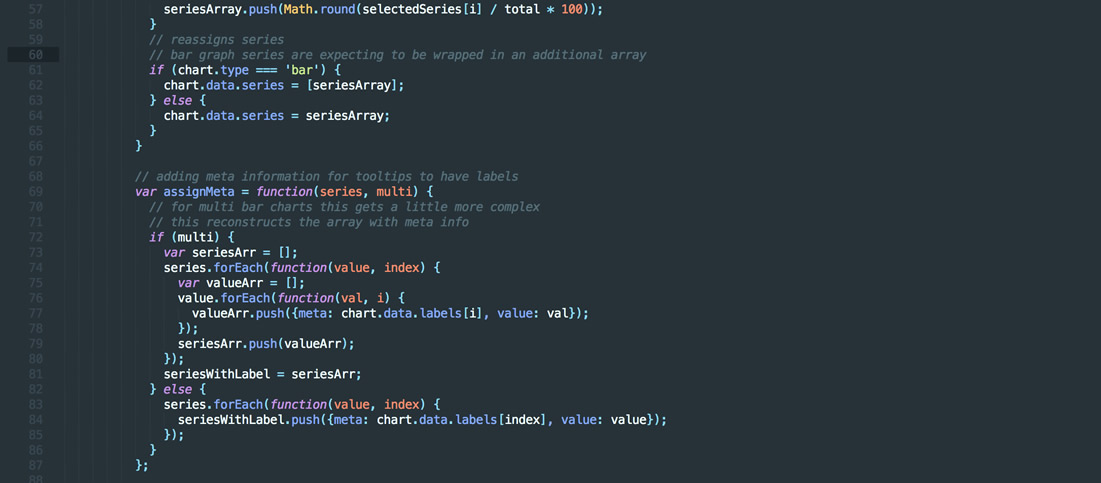 57 seriesArray.push(Math.round(selectedSeries[i] / total * 100));
58 }
59 // reassigns series
60 // bar graph series are expecting to be wrapped in an additional array
61 if (chart.type === 'bar') {
62 chart.data.series = [seriesArray];
63 } else {
64 chart.data.series = seriesArray;
65 }
66 }
67
68 // adding meta information for tooltips to have labels
69 var assignMeta = function(series, multi) {
70 // for multi bar charts this gets a little more complex
71 // this reconstructs the array with meta info
72 if (multi) {
73 var seriesArr = [];
74 series.forEach(function(value, index) {
75 var valueArr = [];
76 value.forEach(function(val, i) {
77 valueArr.push({meta: chart.data.labels[i], value: val});
78 });
79 seriesArr.push(valueArr);
80 });
81 seriesWithLabel = seriesArr;
82 } else {
83 series.forEach(function(value, index) {
84 seriesWithLabel.push({meta: chart.data.labels[index], value: value});
85 });
86 }
87 };
88